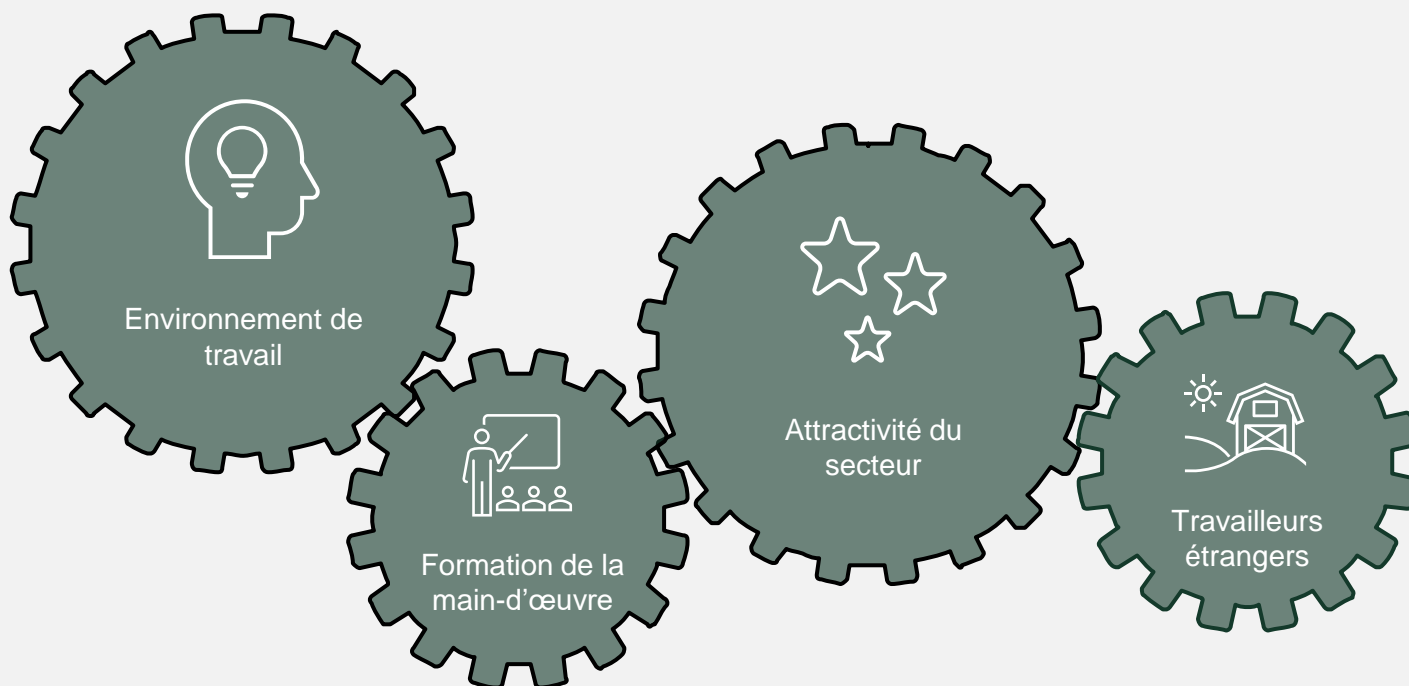 Environnement de
travail
Formation de la
main-d’œuvre
Attractivité du
secteur
Travailleurs
étrangers